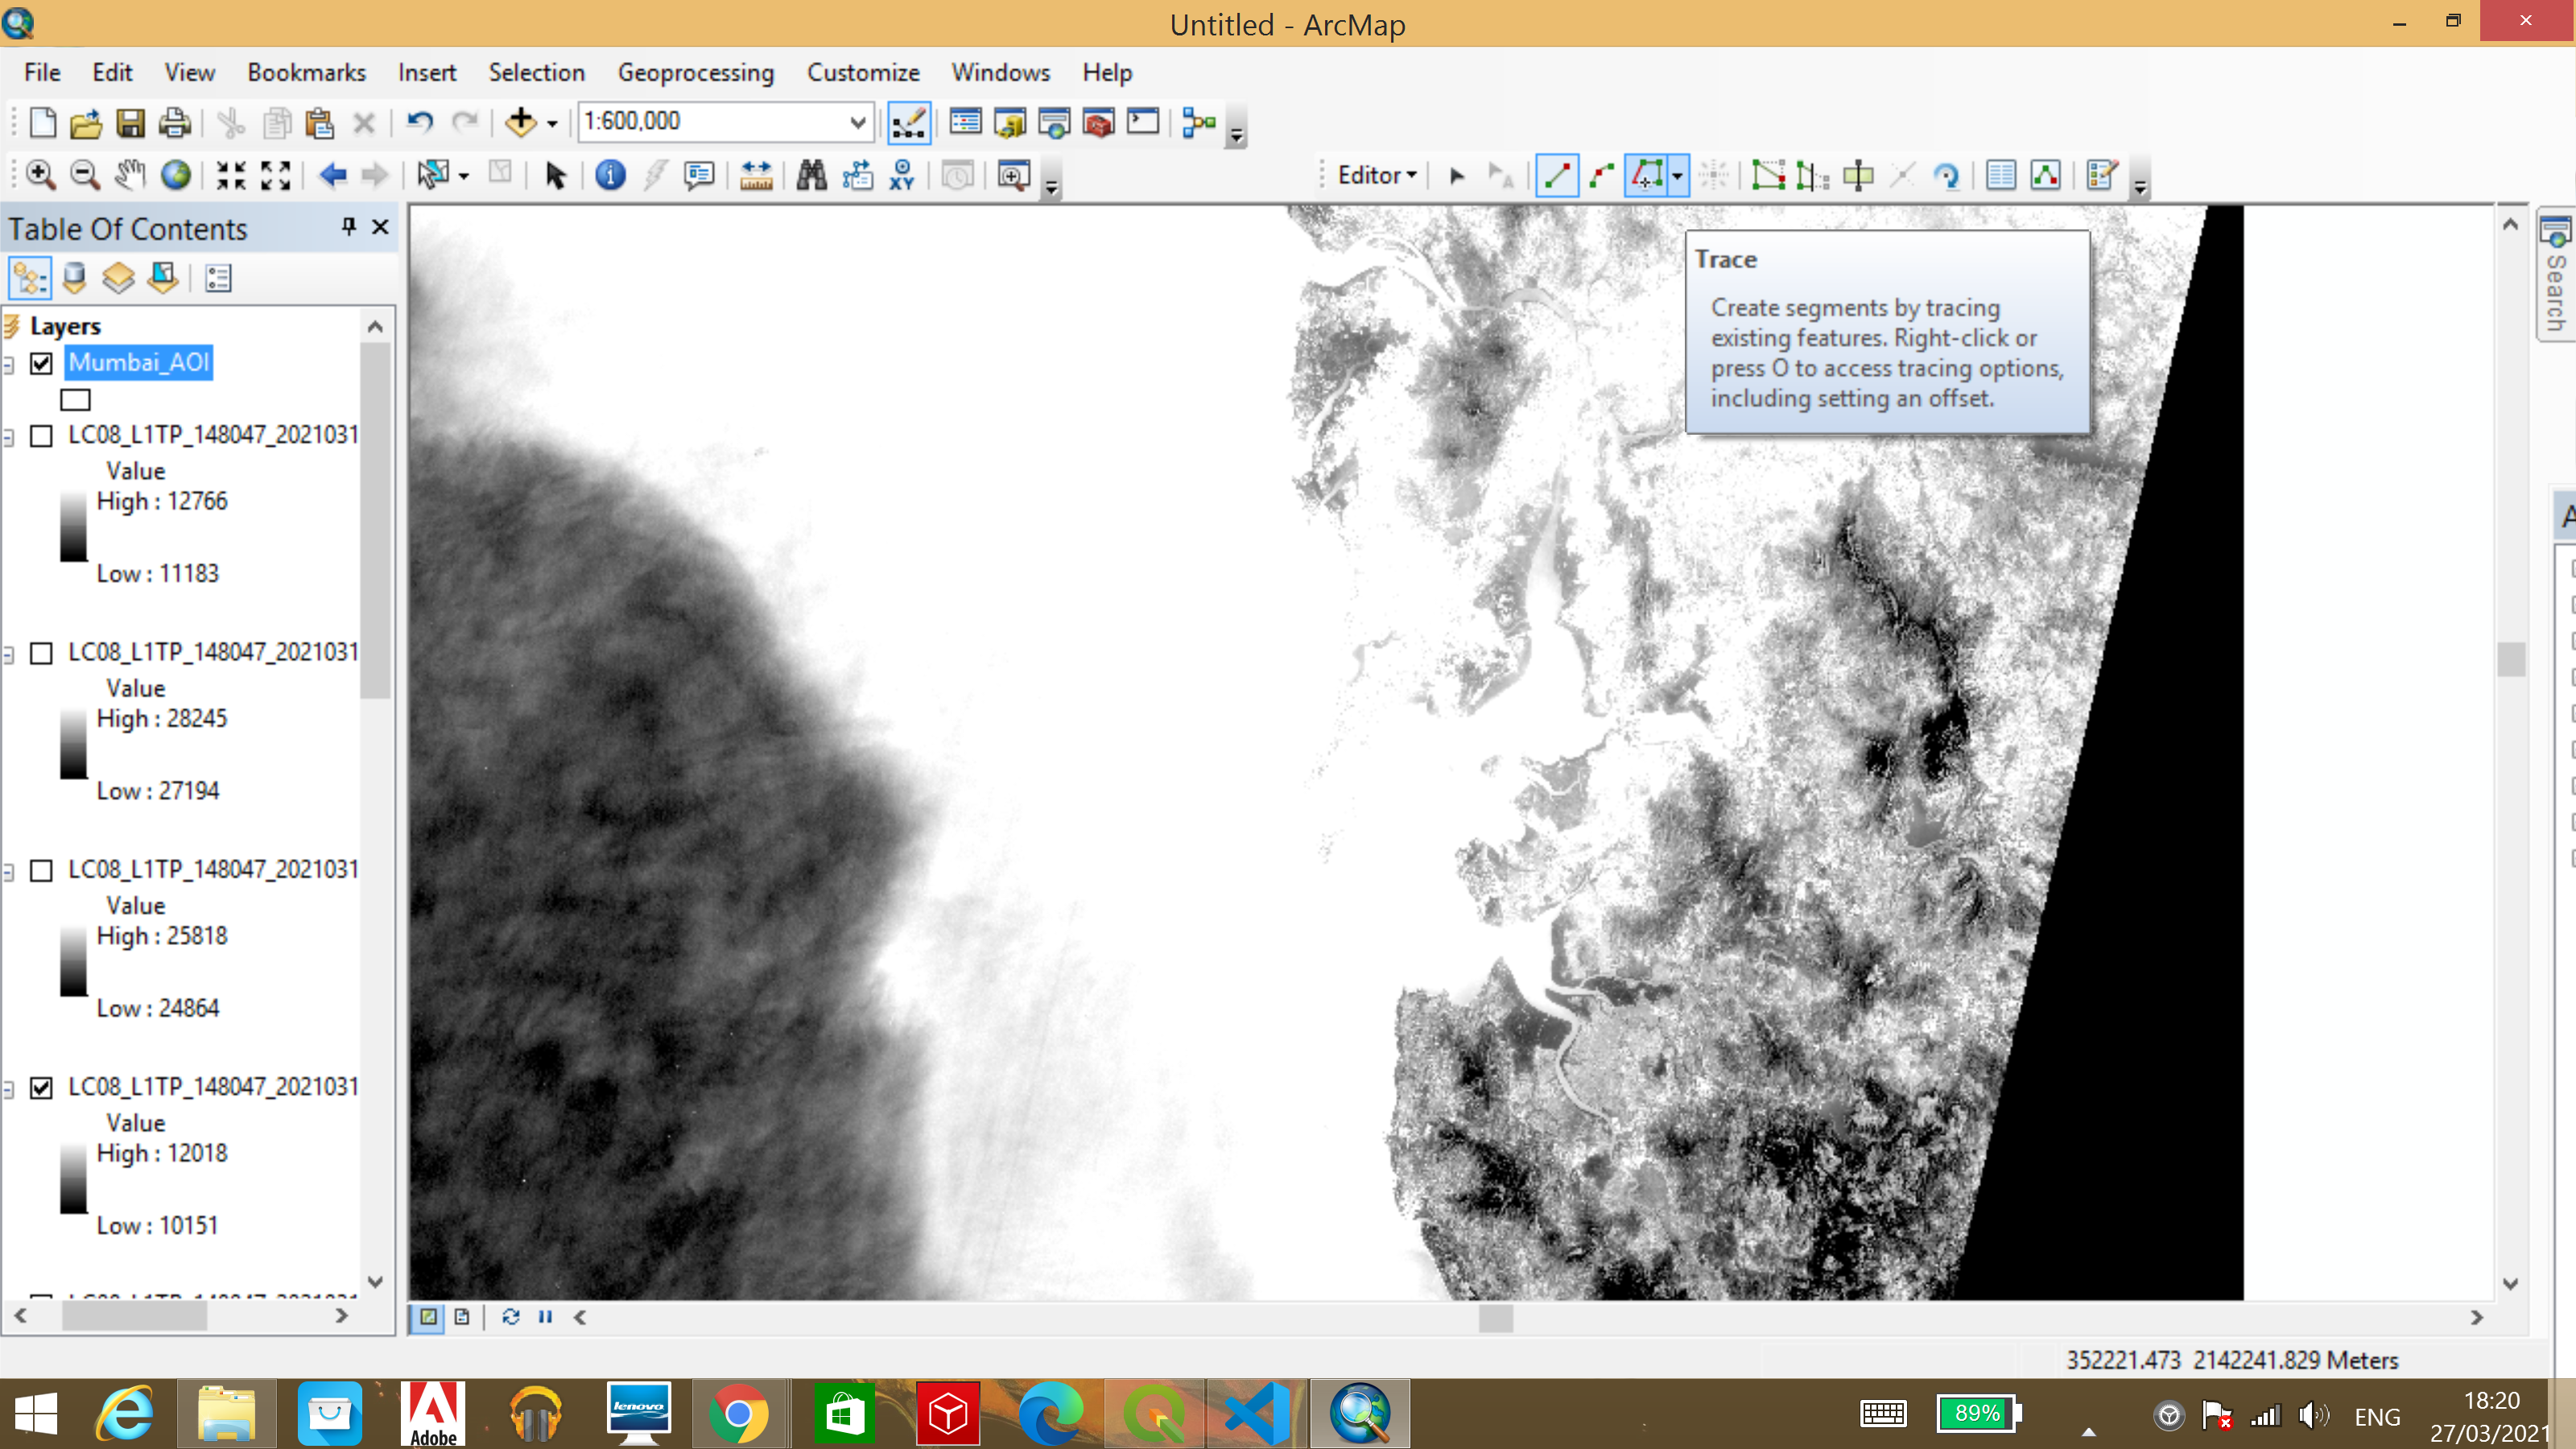 Untitled - ArcMap
File Edit View Bookmarks Insert Selection Geoprocessing Customize Windows Help
1:600,000
XY
Editor
Table Of Contents
Trace
Create segments by tracing
existing features. Right-click or
press O to access tracing options,
including setting an offset.
Search
Layers
Mumbai_AOI
LC08_L1TP_148047_2021031
Value
High : 12766
Low : 11183
LC08_L1TP_148047_2021031
Value
High : 28245
Low : 27194
LC08_L1TP_148047_2021031
Value
High : 25818
Low : 24864
LC08_L1TP_148047_2021031
Value
High : 12018
Low : 10151
352221.473 2142241.829 Meters
Adobe
lenovo
89%
ENG
18:20
27/03/2021